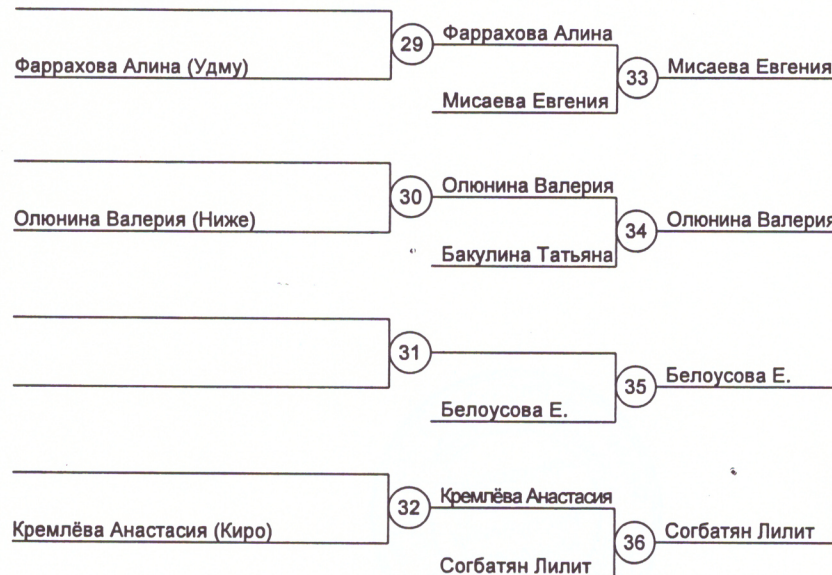 29 Фаррахова Алина
Фаррахова Алина (Удму)
33 Мисаева Евгения
Мисаева Евгения
30 Олюнина Валерия
Олюнина Валерия (Ниже)
34 Олюнина Валерия
Бакулина Татьяна
31
35 Белоусова Е.
Белоусова Е.
32 Кремлёва Анастасия
Кремлёва Анастасия (Киро)
36 Согбатян Лилит
Согбатян Лилит